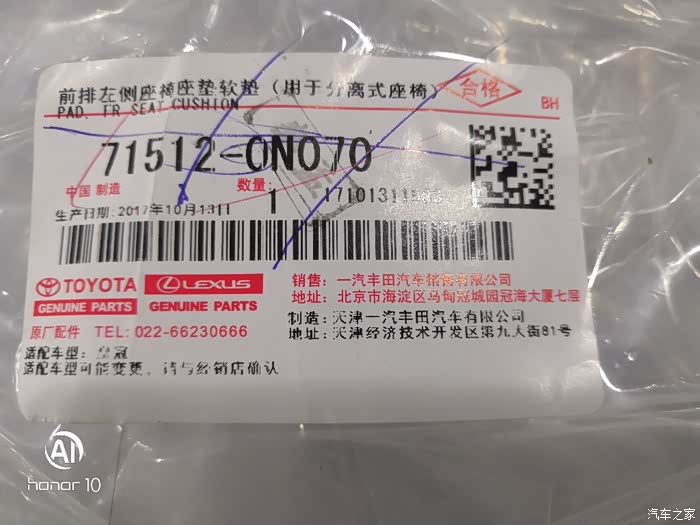 前排左侧座椅座垫软垫（用于分离式座椅）
合格
BH
PAD, FR SEAT CUSHION
71512-0N070
中国 制造
数量:
1
生产日期: 2017年10月13日
TOYOTA
GENUINE PARTS
LEXUS
GENUINE PARTS
销售: 一汽丰田汽车销售有限公司
地址: 北京市海淀区马甸冠城园冠海大厦七层
原厂配件 TEL: 022-66230666
制造: 天津一汽丰田汽车有限公司
地址: 天津经济技术开发区第九大街81号
适配车型: 皇冠
适配车型可能变更, 请与经销店确认
AI
honor 10
汽车之家